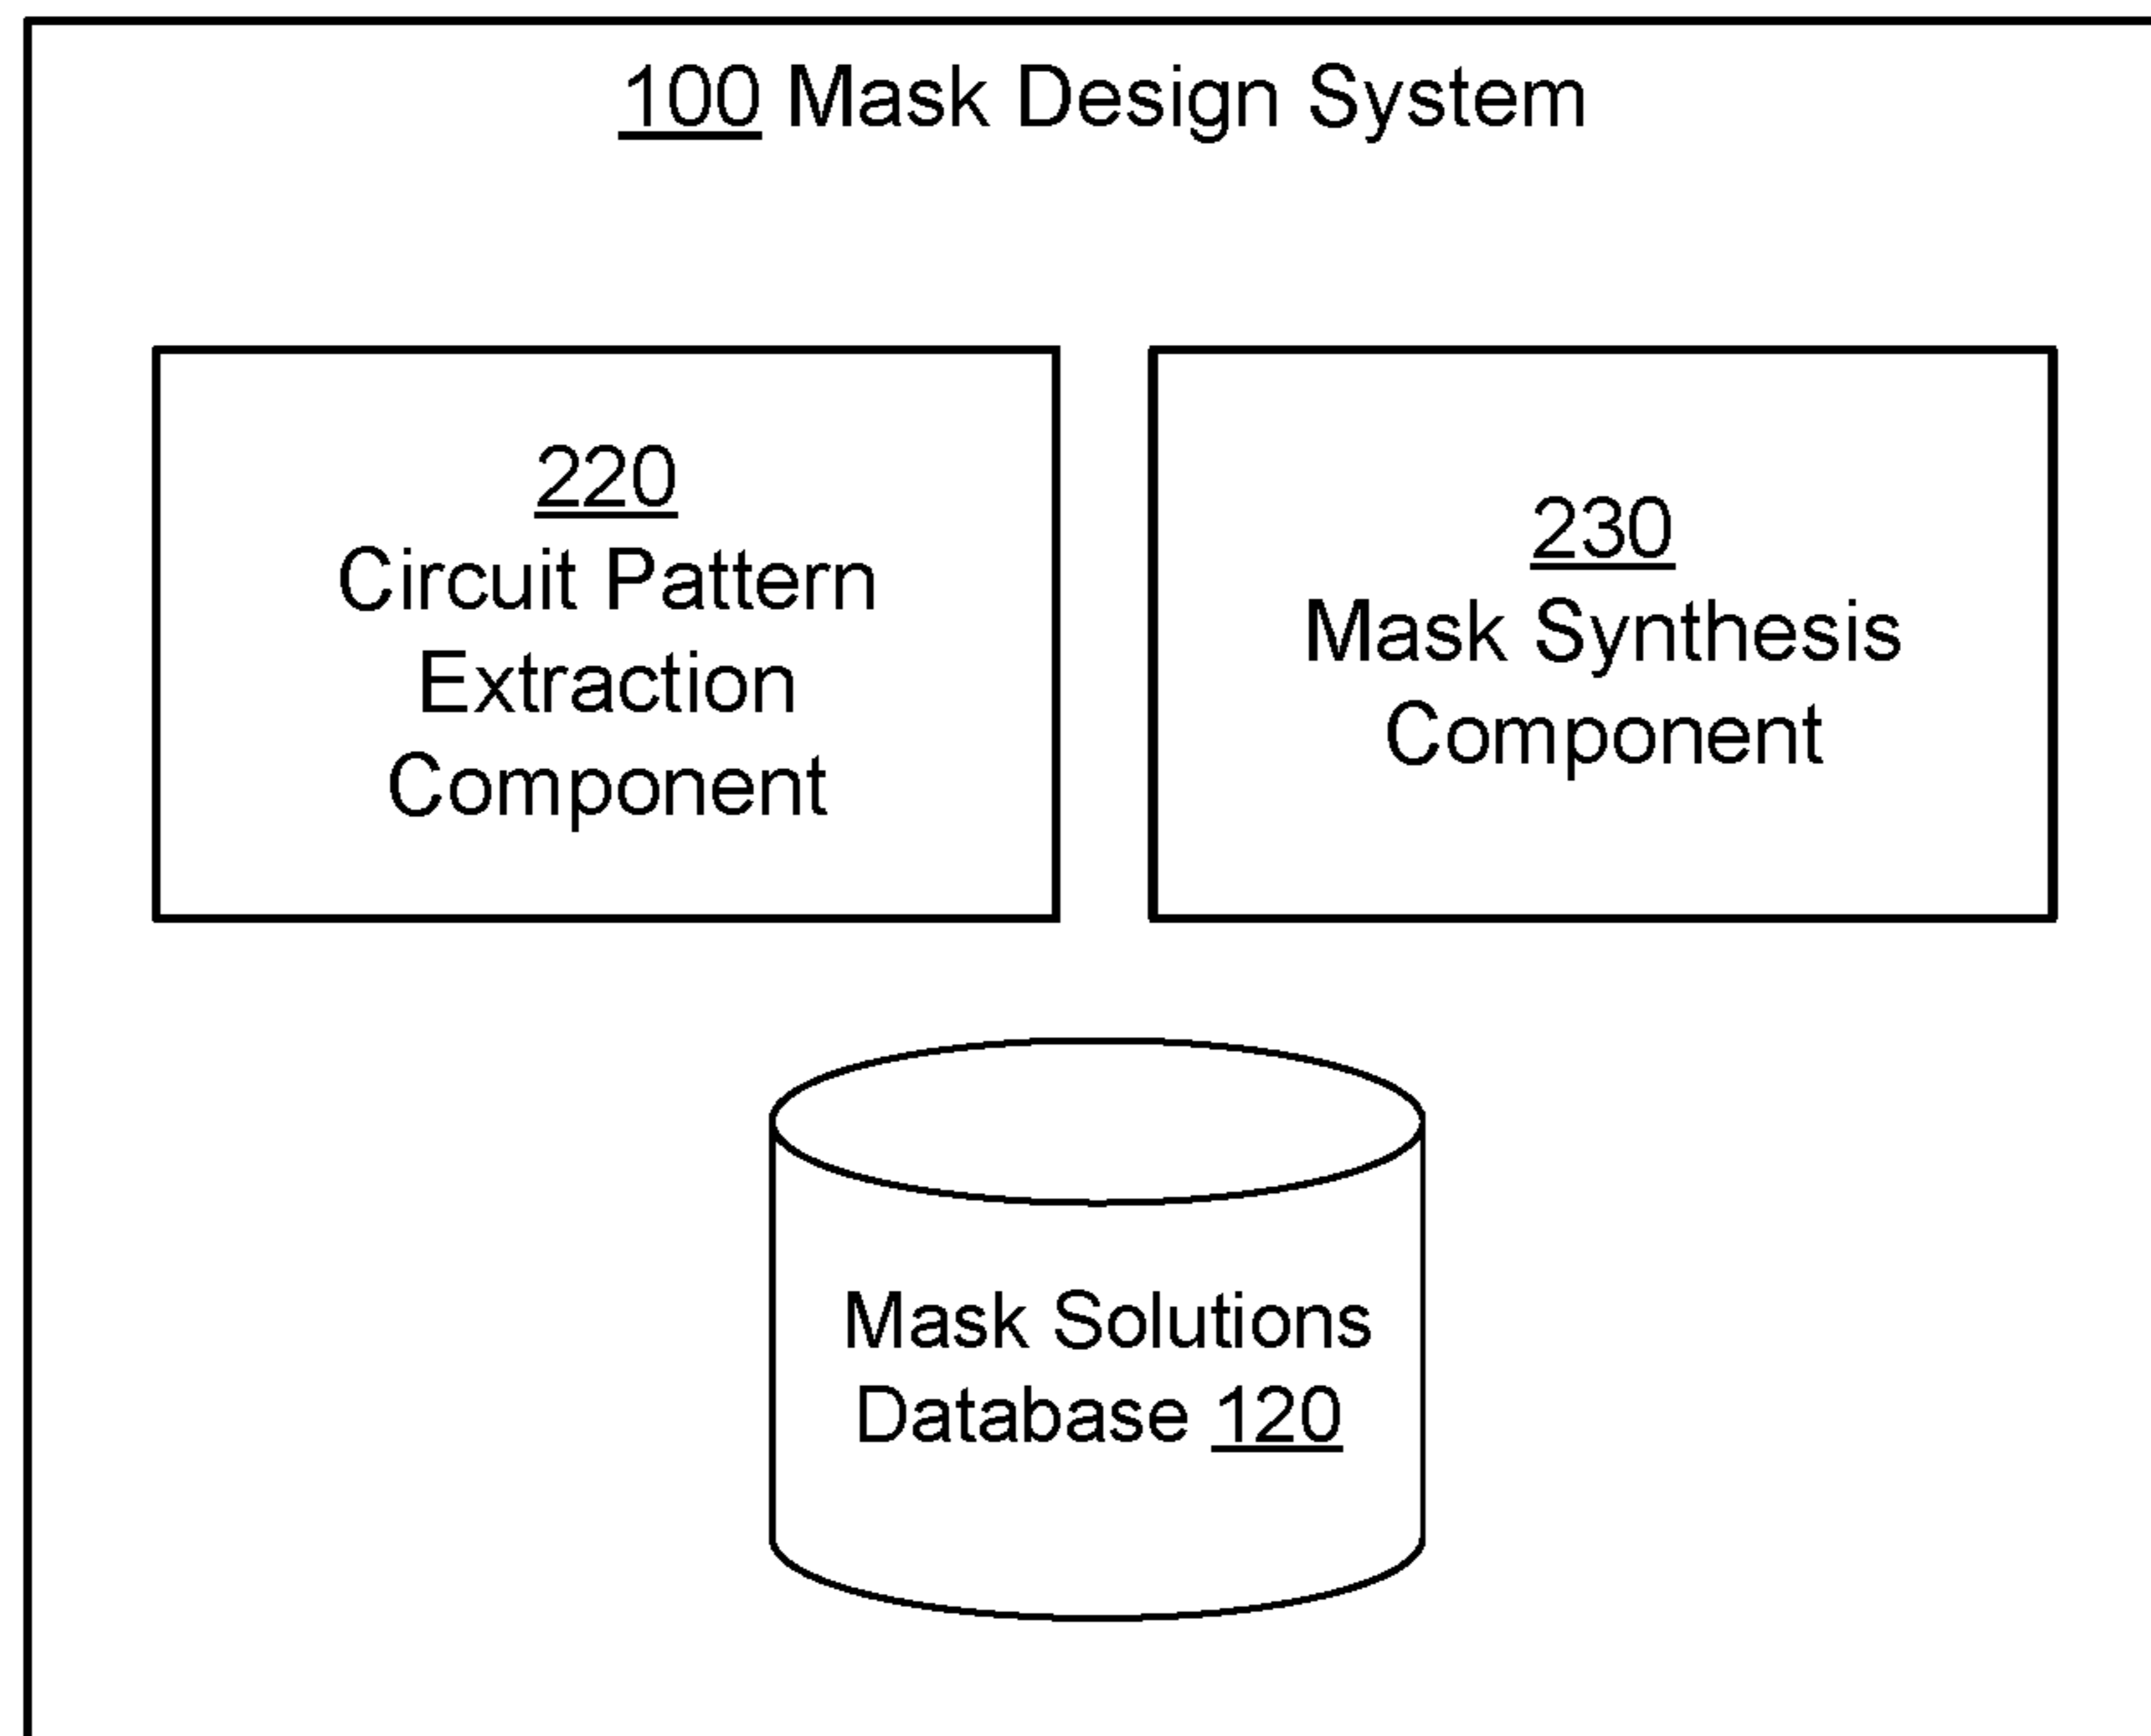 100 Mask Design System
220
Circuit Pattern
Extraction
Component
230
Mask Synthesis
Component
Mask Solutions
Database 120